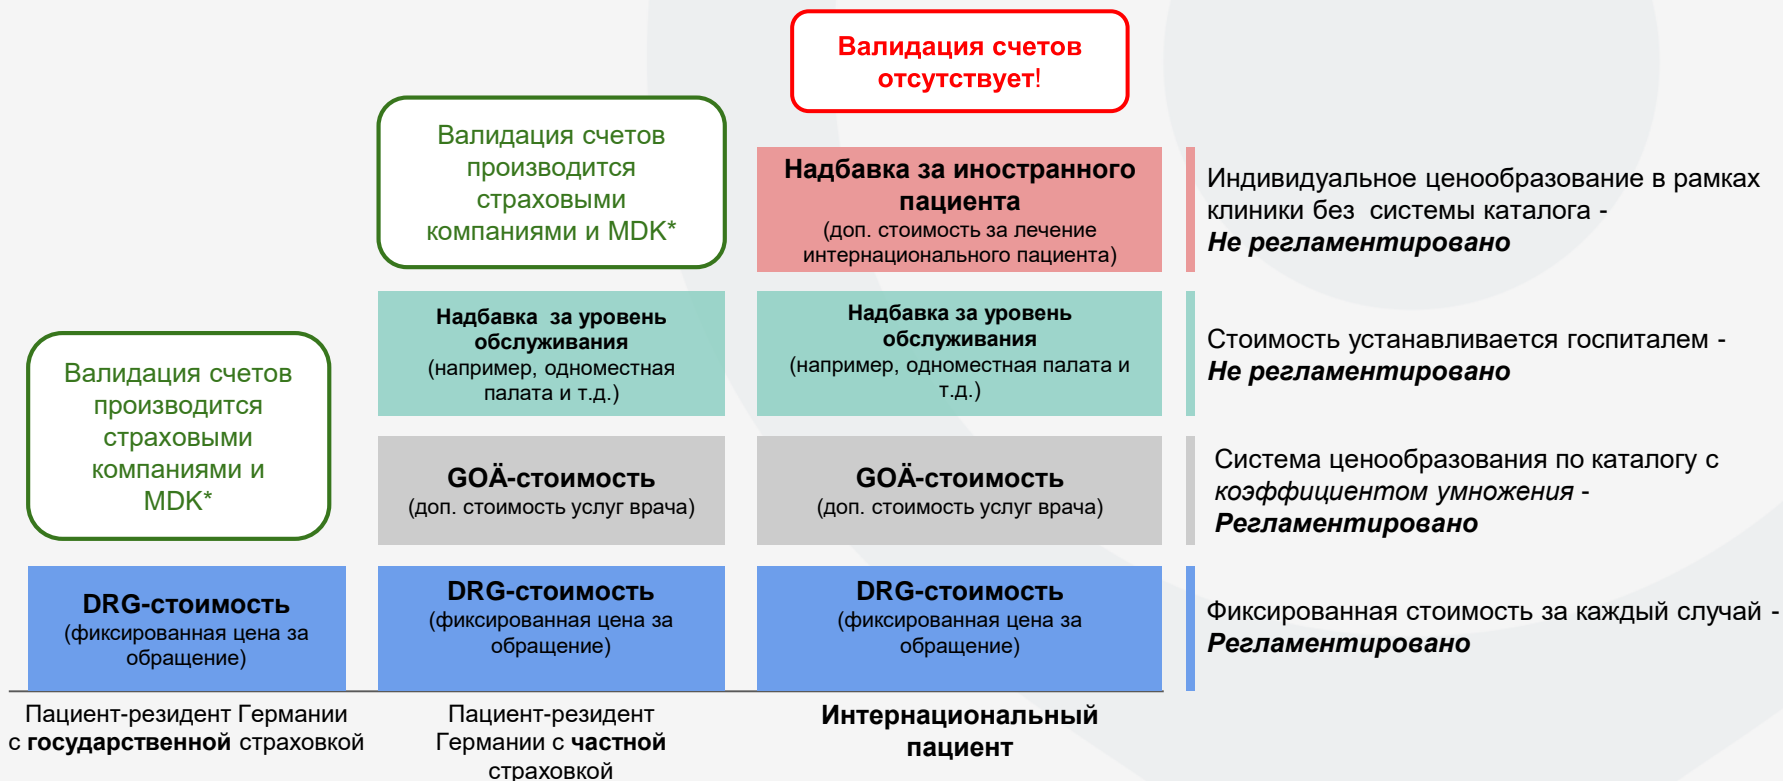 Валидация счетов
отсутствует!
Валидация счетов
производится
страховыми
компаниями и MDK*
Надбавка за иностранного
пациента
(доп. стоимость за лечение
интернационального пациента)
Индивидуальное ценообразование в рамках
клиники без  системы каталога -
Не регламентировано
Валидация счетов
производится
страховыми
компаниями и
MDK*
Надбавка  за уровень
обслуживания
(например, одноместная
палата и т.д.)
Надбавка за уровень
обслуживания
(например, одноместная палата и
т.д.)
Стоимость устанавливается госпиталем -
Не регламентировано
GOÄ-стоимость
(доп. стоимость услуг врача)
GOÄ-стоимость
(доп. стоимость услуг врача)
Система ценообразования по каталогу с
коэффициентом умножения -
Регламентировано
DRG-стоимость
(фиксированная цена за
обращение)
DRG-стоимость
(фиксированная цена за
обращение)
DRG-стоимость
(фиксированная цена за
обращение)
Фиксированная стоимость за каждый случай -
Регламентировано
Пациент-резидент Германии
с государственной страховкой
Пациент-резидент
Германии с частной
страховкой
Интернациональный
пациент